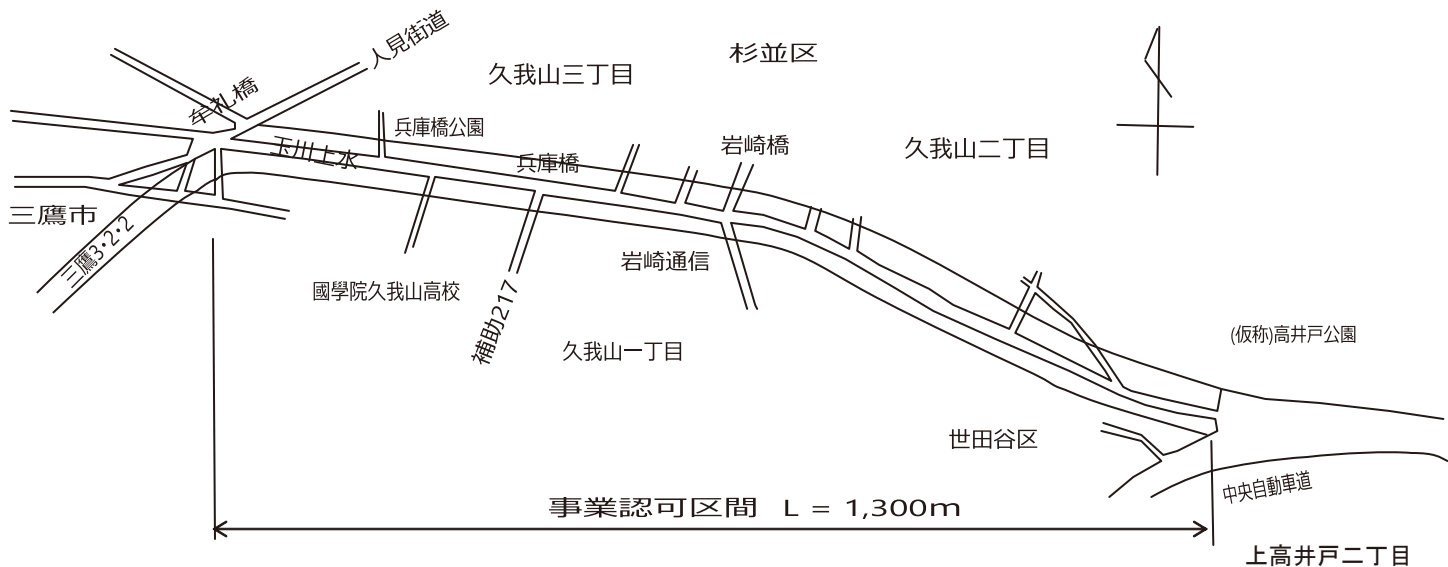 人見街道
杉並区
久我山三丁目
牟礼橋
兵庫橋公園
玉川上水
兵庫橋
岩崎橋
久我山二丁目
三鷹市
三鷹3・2・2
岩崎通信
國學院久我山高校
補助217
久我山一丁目
(仮称)高井戸公園
世田谷区
中央自動車道
事業認可区間 L = 1,300m
上高井戸二丁目